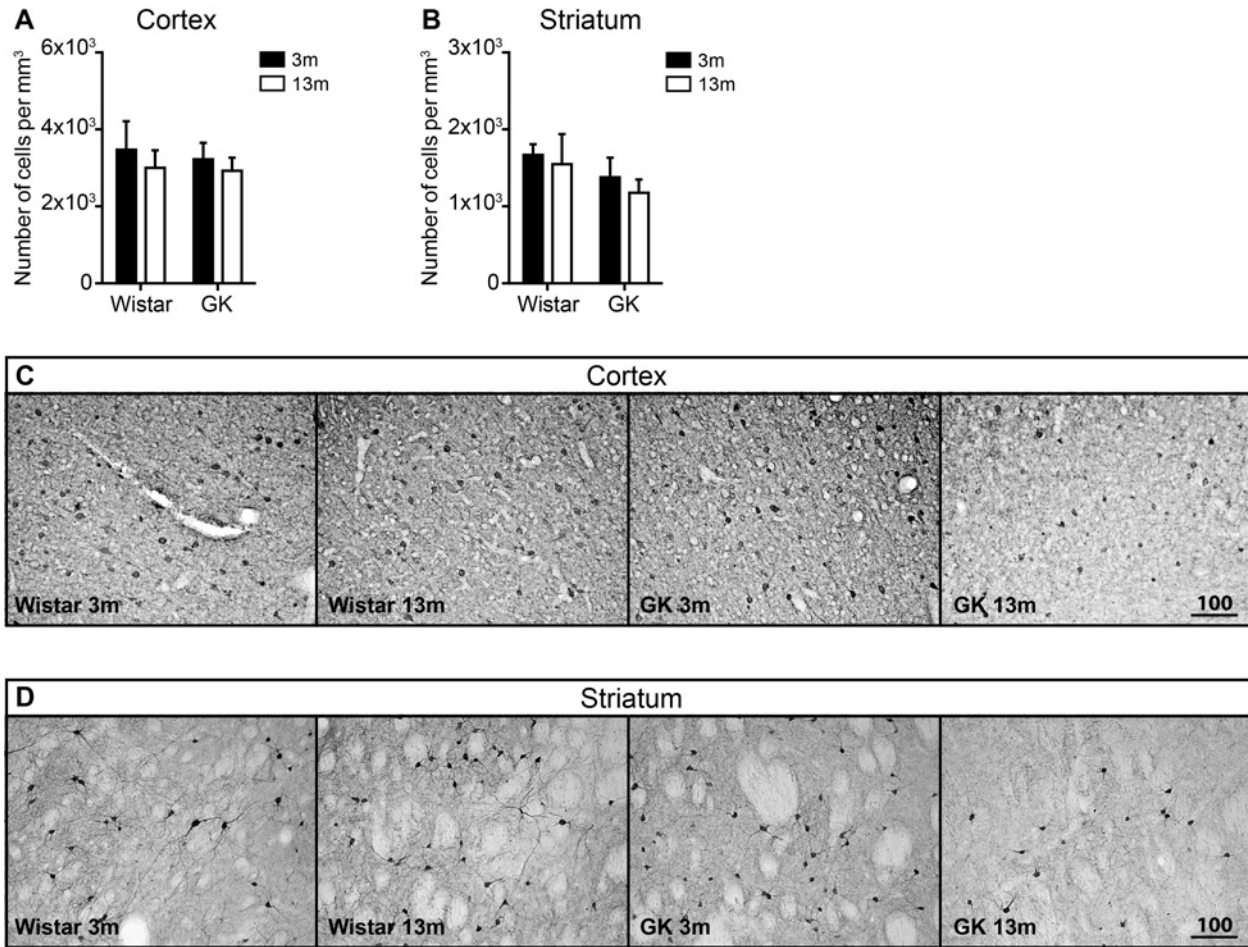 A Cortex
Number of cells per mm³
6x10³
4x10³
2x10³
0
Wistar GK
3m
13m
B Striatum
Number of cells per mm³
3x10³
2x10³
1x10³
0
Wistar GK
3m
13m
C Cortex
Wistar 3m Wistar 13m GK 3m GK 13m 100
D Striatum
Wistar 3m Wistar 13m GK 3m GK 13m 100